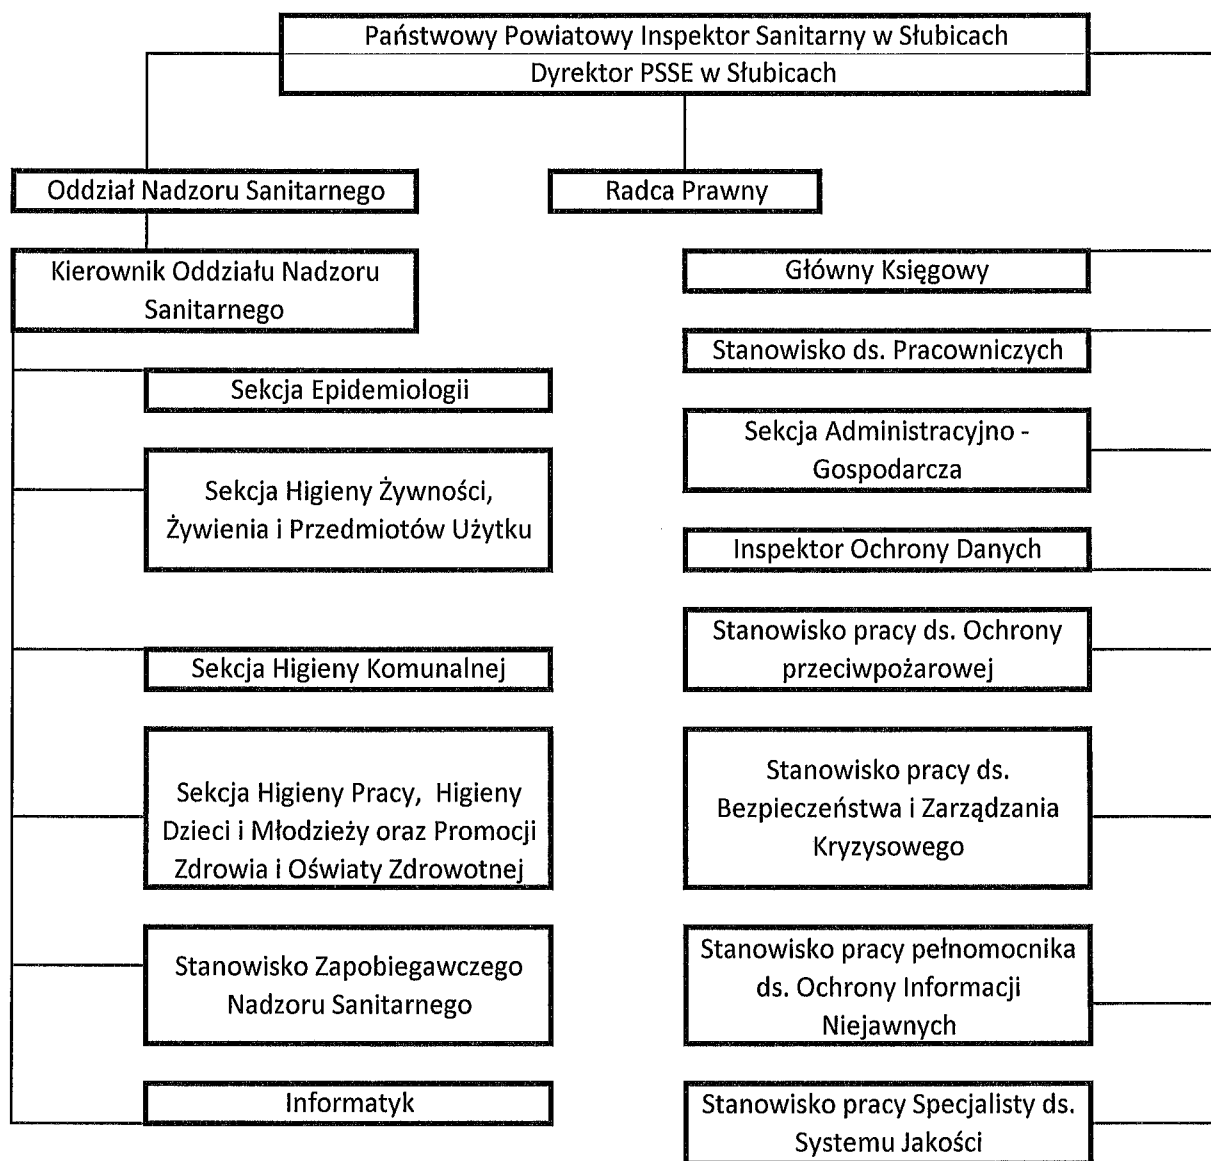 Państwowy Powiatowy Inspektor Sanitarny w Słubicach
Dyrektor PSSE w Słubicach
Oddział Nadzoru Sanitarnego
Radca Prawny
Kierownik Oddziału Nadzoru
Sanitarnego
Sekcja Epidemiologii
Sekcja Higieny Żywności,
Żywienia i Przedmiotów Użytku
Sekcja Higieny Komunalnej
Sekcja Higieny Pracy, Higieny
Dzieci i Młodzieży oraz Promocji
Zdrowia i Oświaty Zdrowotnej
Stanowisko Zapobiegawczego
Nadzoru Sanitarnego
Informatyk
Główny Księgowy
Stanowisko ds. Pracowniczych
Sekcja Administracyjno -
Gospodarcza
Inspektor Ochrony Danych
Stanowisko pracy ds. Ochrony
przeciwpożarowej
Stanowisko pracy ds.
Bezpieczeństwa i Zarządzania
Kryzysowego
Stanowisko pracy pełnomocnika
ds. Ochrony Informacji
Niejawnych
Stanowisko pracy Specjalisty ds.
Systemu Jakości